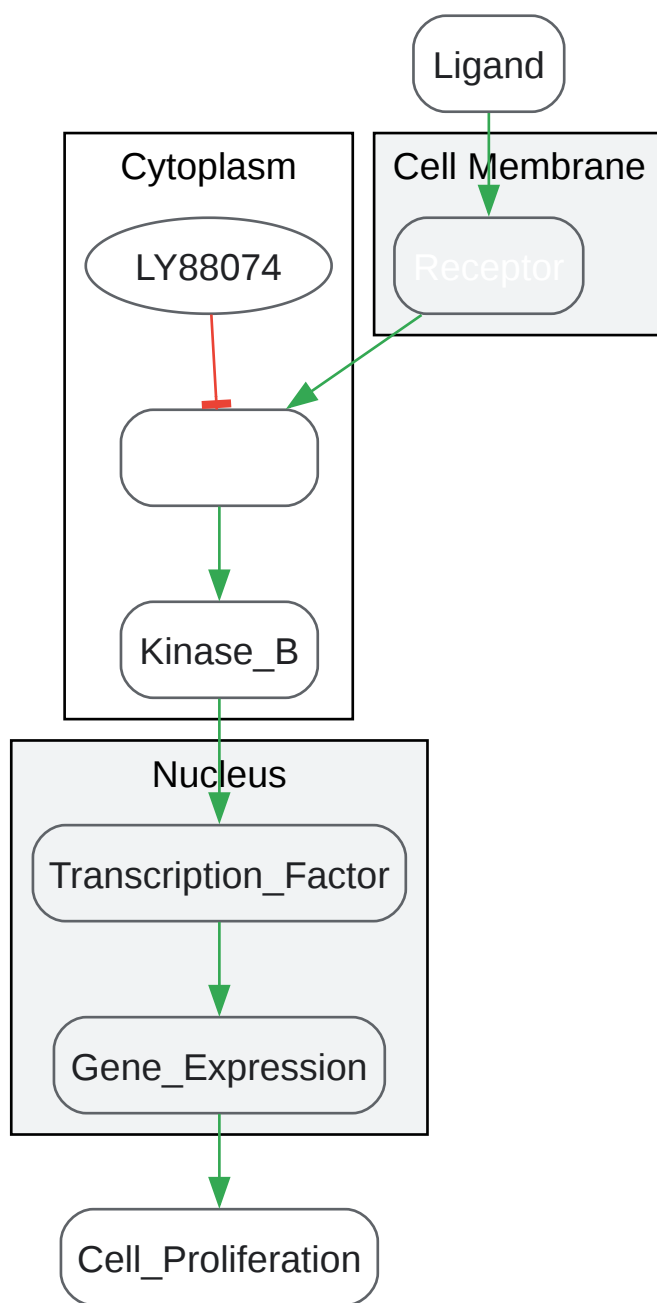 Ligand
Cytoplasm
Cell Membrane
LY88074
Receptor
Kinase_B
Transcription_Factor
Nucleus
Gene_Expression
Cell_Proliferation